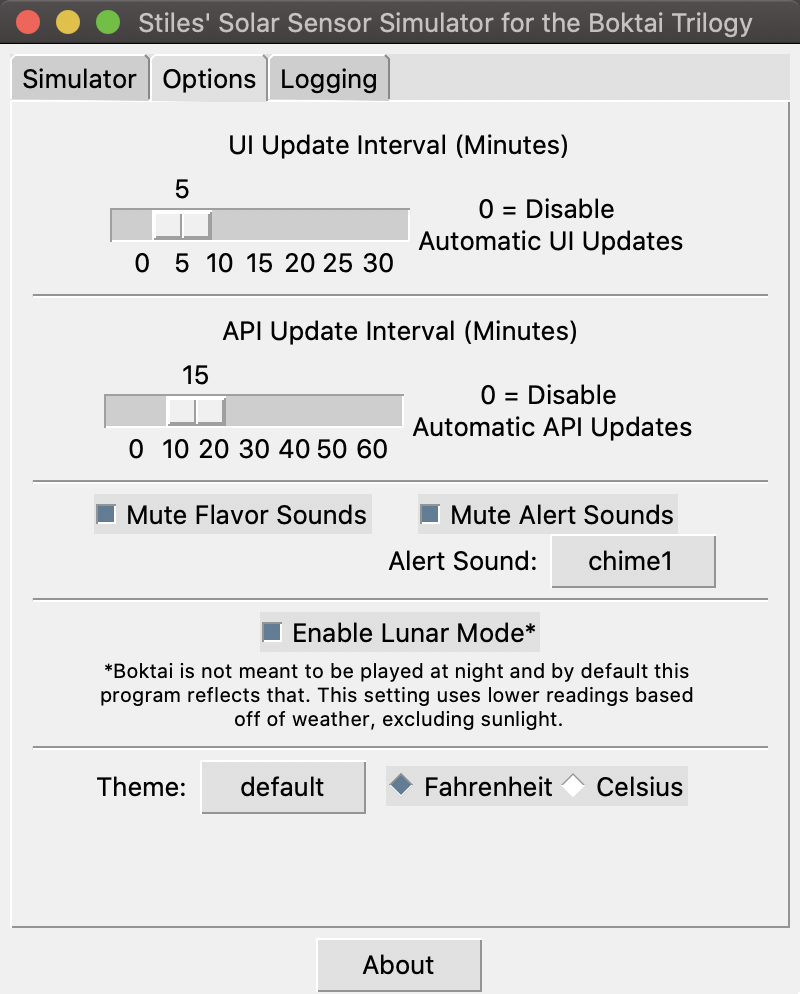 Stiles' Solar Sensor Simulator for the Boktai Trilogy
Simulator Options Logging
UI Update Interval (Minutes)
5
0 = Disable
Automatic UI Updates
0 5 10 15 20 25 30
API Update Interval (Minutes)
15
0 = Disable
Automatic API Updates
0 10 20 30 40 50 60
Mute Flavor Sounds Mute Alert Sounds
Alert Sound: chime1
Enable Lunar Mode*
*Boktai is not meant to be played at night and by default this
program reflects that. This setting uses lower readings based
off of weather, excluding sunlight.
Theme: default Fahrenheit Celsius
About